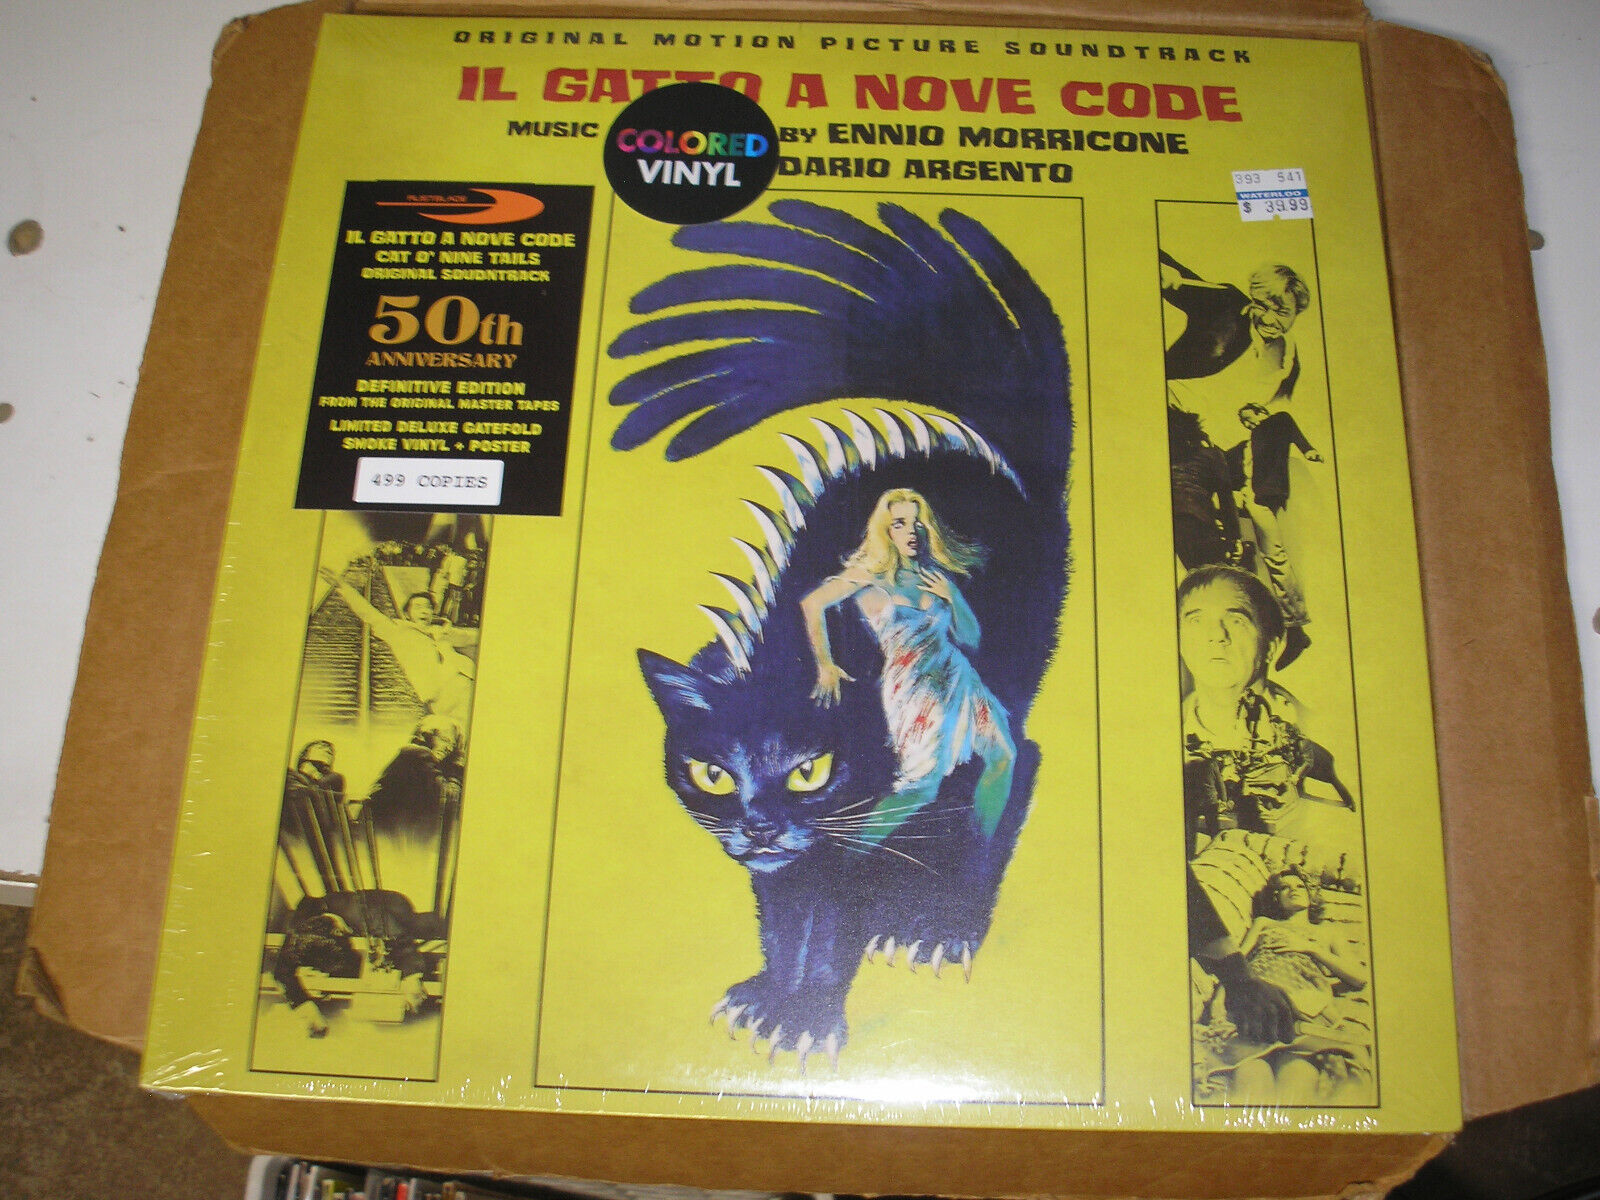 ORIGINAL MOTION PICTURE SOUNDTRACK
IL GATTO A NOVE CODE
MUSIC BY ENNIO MORRICONE
DARIO ARGENTO
COLORED
VINYL
393 541
WATERLOO
$ 39.99
RUSTBLADE
IL GATTO A NOVE CODE
CAT O' NINE TAILS
ORIGINAL SOUDNTRACK
50th
ANNIVERSARY
DEFINITIVE EDITION
FROM THE ORIGINAL MASTER TAPES
LIMITED DELUXE GATEFOLD
SMOKE VINYL + POSTER
499 COPIES